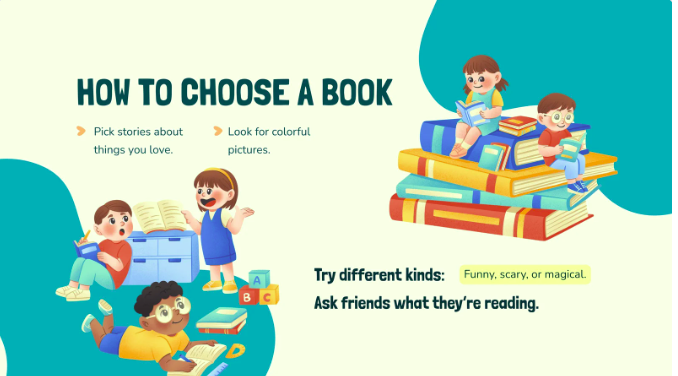 HOW TO CHOOSE A BOOK
Pick stories about
things you love.
Look for colorful
pictures.
Try different kinds:
Funny, scary, or magical.
Ask friends what they're reading.
A
B C